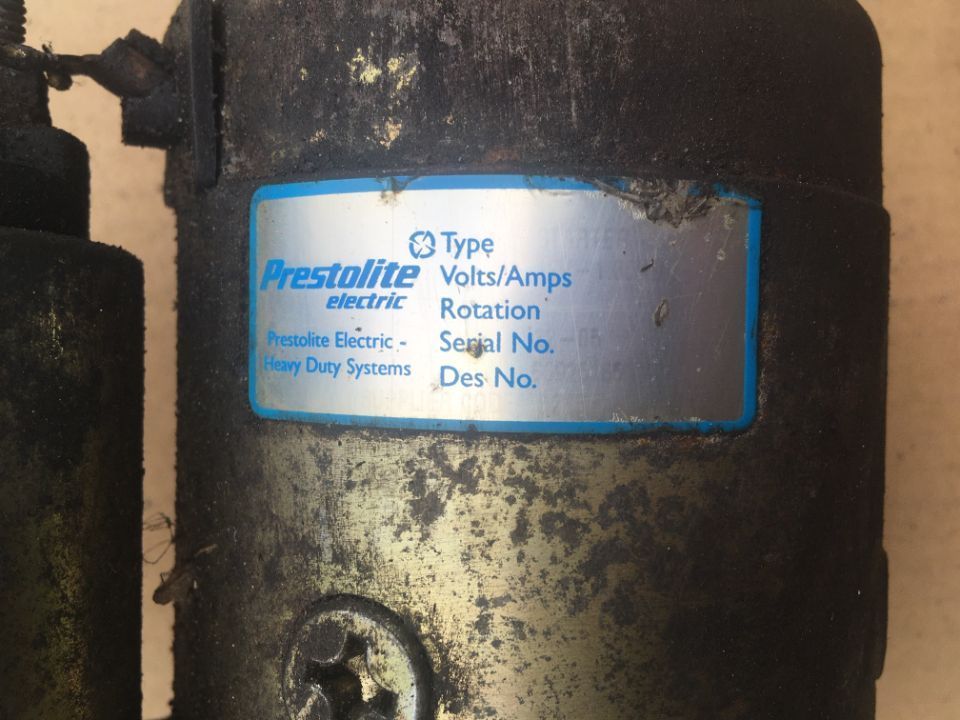 Prestolite
electric
Prestolite Electric -
Heavy Duty Systems
Type
Volts/Amps
Rotation
Serial No.
Des No.